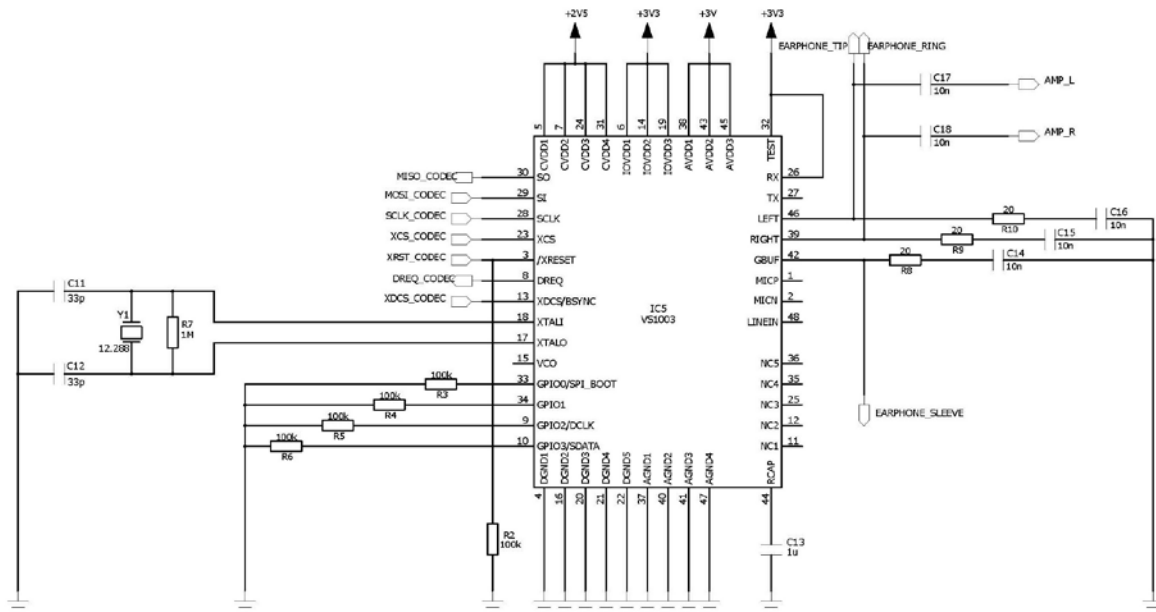 +2V5
+3V3
+3V
+3V3
EARPHONE_TIP
EARPHONE_RING
C17
10n
AMP_L
C18
10n
AMP_R
5
7
24
31
6
14
19
38
43
45
32
CVDD1
CVDD2
CVDD3
CVDD4
IOVDD1
IOVDD2
IOVDD3
AVDD1
AVDD2
AVDD3
TEST
MISO_CODEC
30
SO
RX
26
MOSI_CODEC
29
SI
TX
27
SCLK_CODEC
28
SCLK
LEFT
46
20
R10
C16
10n
XCS_CODEC
23
XCS
RIGHT
39
20
R9
C15
10n
XRST_CODEC
3
/XRESET
GBUF
42
20
R8
C14
10n
DREQ_CODEC
8
DREQ
MICP
1
XDCS_CODEC
13
XDCS/BSYNC
MICN
2
C11
33p
Y1
12.288
R7
1M
IC5
VS1003
18
XTALI
LINEIN
48
17
XTALO
C12
33p
15
VCO
NC5
36
100k
R3
33
GPIO0/SPI_BOOT
NC4
35
100k
R4
34
GPIO1
NC3
25
EARPHONE_SLEEVE
100k
R5
9
GPIO2/DCLK
NC2
12
100k
R6
10
GPIO3/SDATA
NC1
11
DGND1
DGND2
DGND3
DGND4
DGND5
AGND1
AGND2
AGND3
AGND4
RCAP
4
16
20
21
22
37
40
41
47
44
R2
100k
C13
1u